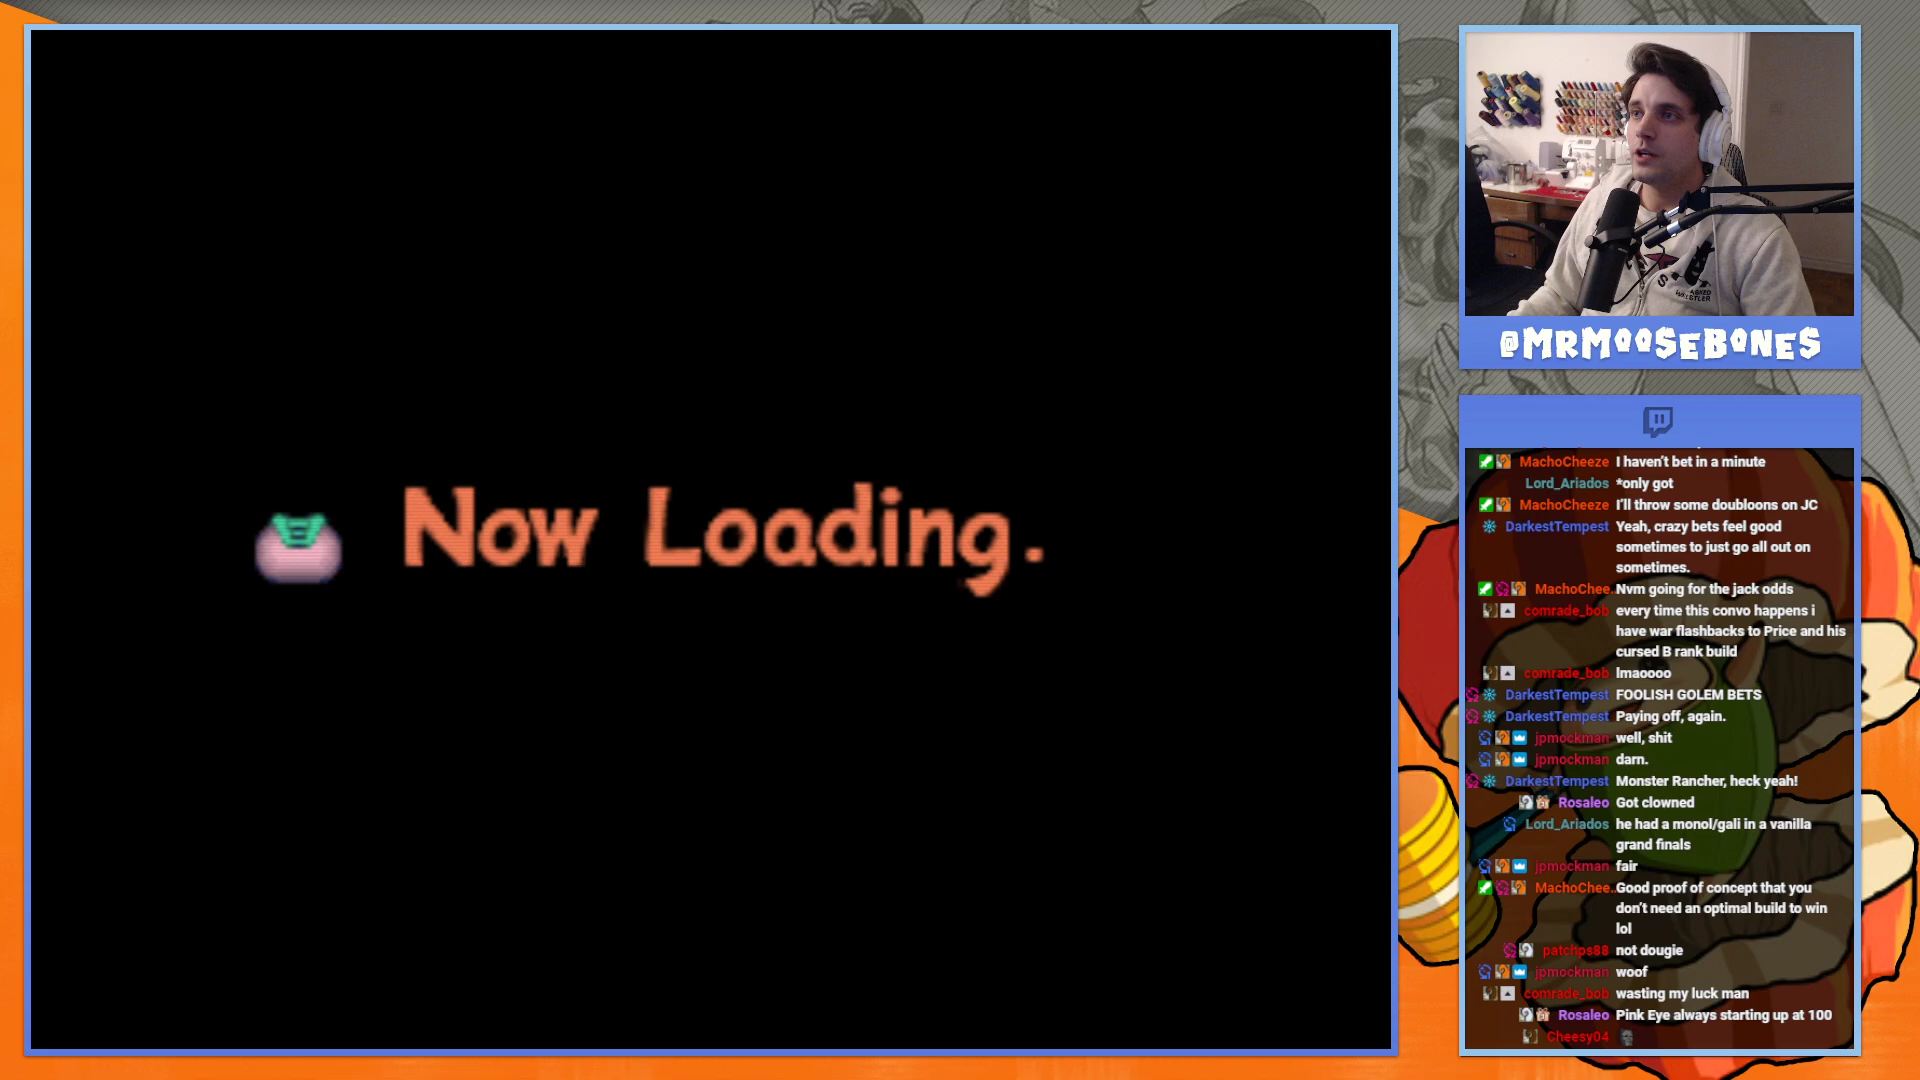 Now Loading.
@MRMOOSEBONES
MachoCheeze I haven't bet in a minute
Lord_Ariados *only got
MachoCheeze I'll throw some doubloons on JC
DarkestTempest Yeah, crazy bets feel good
sometimes to just go all out on
sometimes.
MachoChee.. Nvm going for the jack odds
comrade_bob every time this convo happens i
have war flashbacks to Price and his
cursed B rank build
comrade_bob lmaoooo
DarkestTempest FOOLISH GOLEM BETS
DarkestTempest Paying off, again.
jpmockman well, shit
jpmockman darn.
DarkestTempest Monster Rancher, heck yeah!
Rosaleo Got clowned
Lord_Ariados he had a monol/gali in a vanilla
grand finals
jpmockman fair
MachoChee.. Good proof of concept that you
don't need an optimal build to win
lol
patchps88 not dougie
jpmockman woof
comrade_bob wasting my luck man
Rosaleo Pink Eye always starting up at 100
Cheesy04